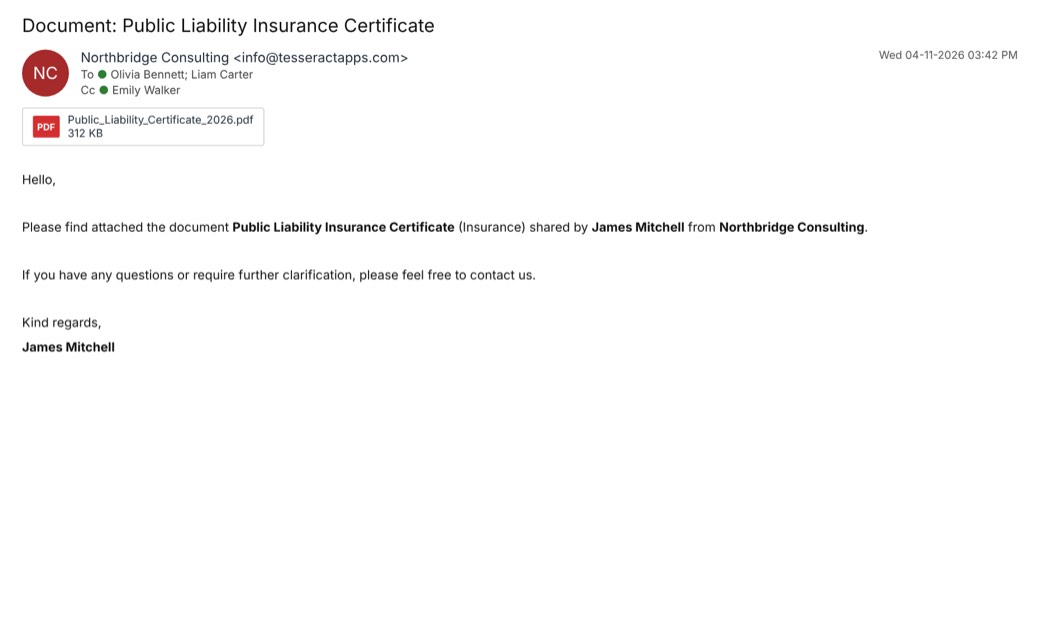 Document: Public Liability Insurance Certificate
NC
Northbridge Consulting <info@tesseractapps.com>
Wed 04-11-2026 03:42 PM
To Olivia Bennett; Liam Carter
Cc Emily Walker
PDF
Public_Liability_Certificate_2026.pdf
312 KB
Hello,
Please find attached the document Public Liability Insurance Certificate (Insurance) shared by James Mitchell from Northbridge Consulting.
If you have any questions or require further clarification, please feel free to contact us.
Kind regards,
James Mitchell